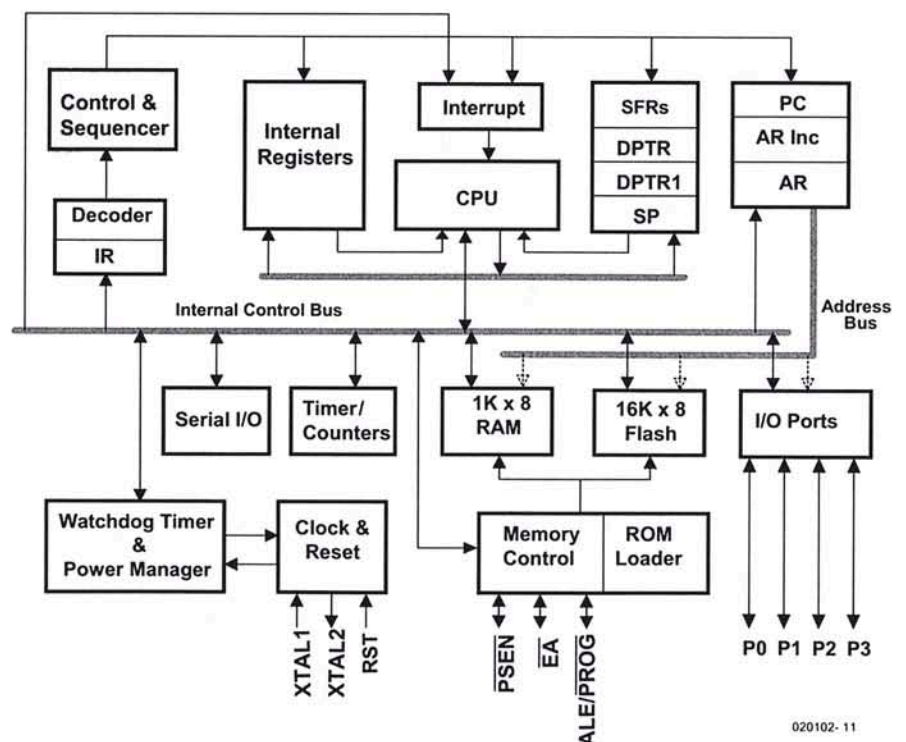 Control &
Sequencer
Decoder
IR
Internal
Registers
Interrupt
CPU
SFRs
DPTR
DPTR1
SP
PC
AR Inc
AR
Internal Control Bus
Address
Bus
Serial I/O
Timer/
Counters
1K x 8
RAM
16K x 8
Flash
I/O Ports
Watchdog Timer
&
Power Manager
Clock &
Reset
Memory
Control
ROM
Loader
XTAL1
XTAL2
RST
PSEN
EA
ALE/PROG
P0 P1 P2 P3
020102- 11